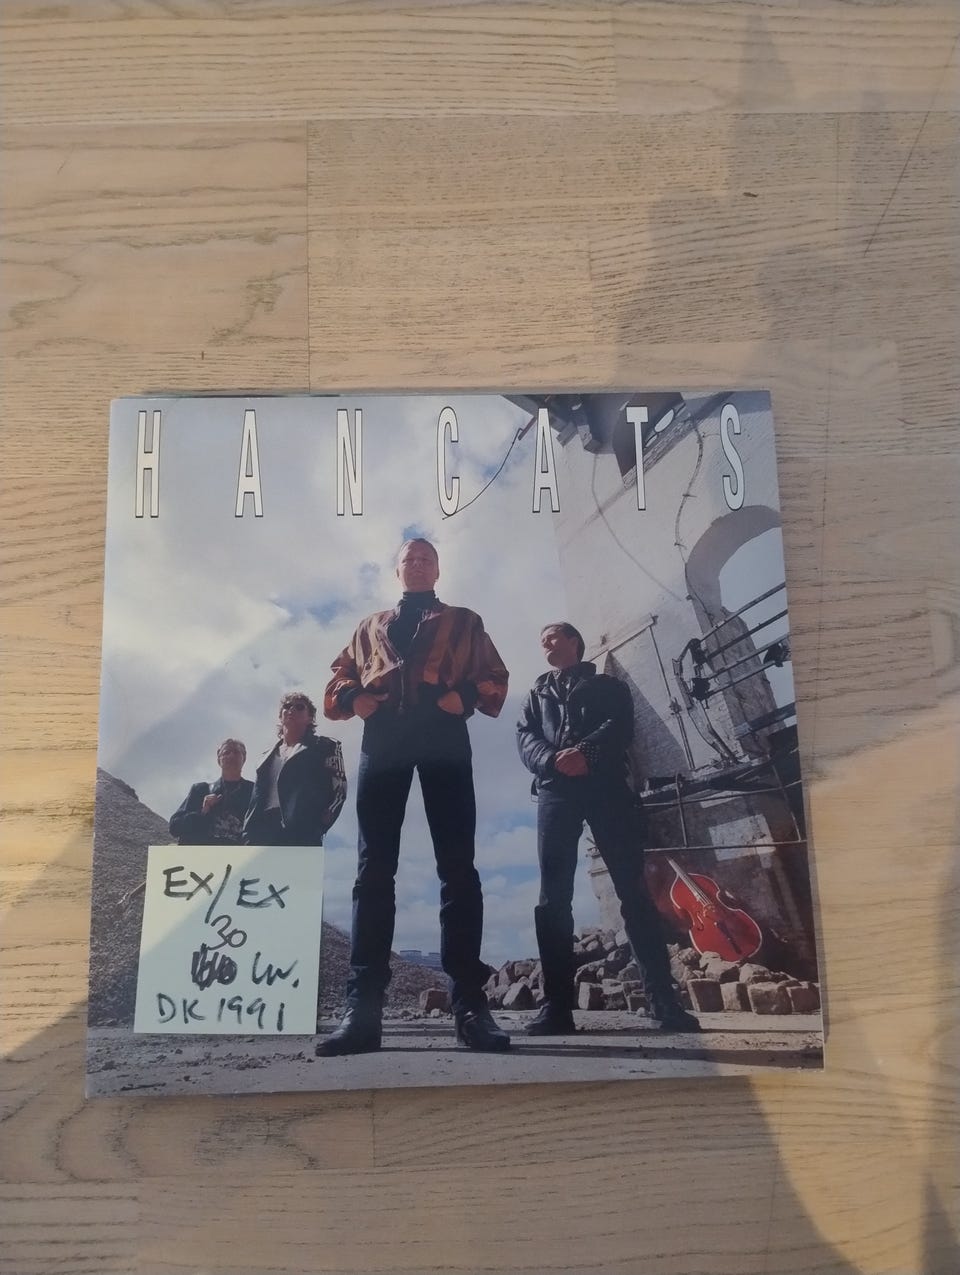 HANCATS
EX/EX
30
kr.
DK 1991